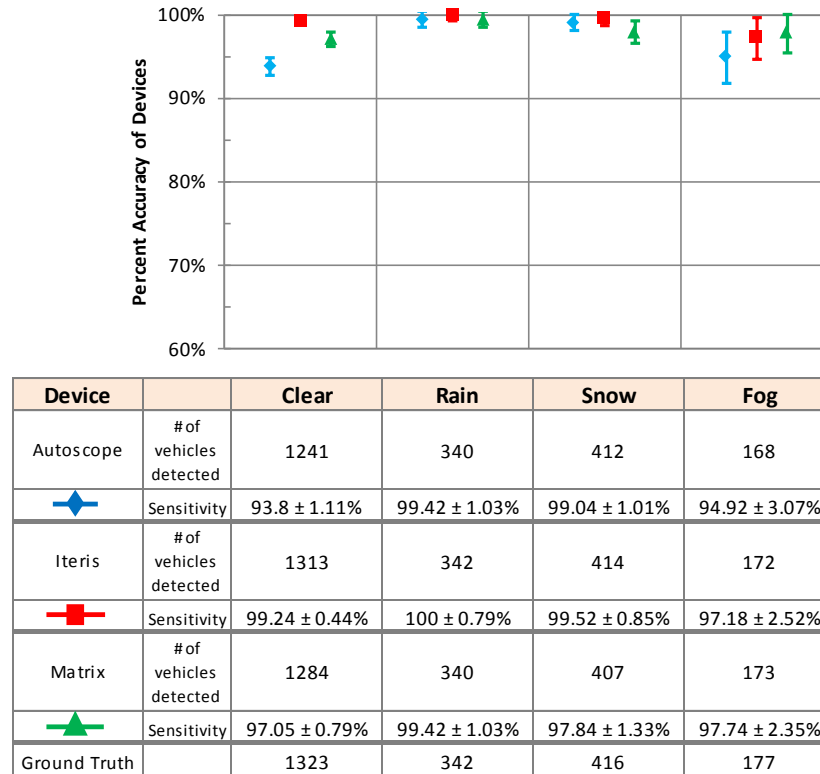 100%
90%
80%
70%
60%
Percent Accuracy of Devices
Device Clear Rain Snow Fog
Autoscope # of vehicles detected 1241 340 412 168
Sensitivity 93.8 ± 1.11% 99.42 ± 1.03% 99.04 ± 1.01% 94.92 ± 3.07%
Iteris # of vehicles detected 1313 342 414 172
Sensitivity 99.24 ± 0.44% 100 ± 0.79% 99.52 ± 0.85% 97.18 ± 2.52%
Matrix # of vehicles detected 1284 340 407 173
Sensitivity 97.05 ± 0.79% 99.42 ± 1.03% 97.84 ± 1.33% 97.74 ± 2.35%
Ground Truth 1323 342 416 177